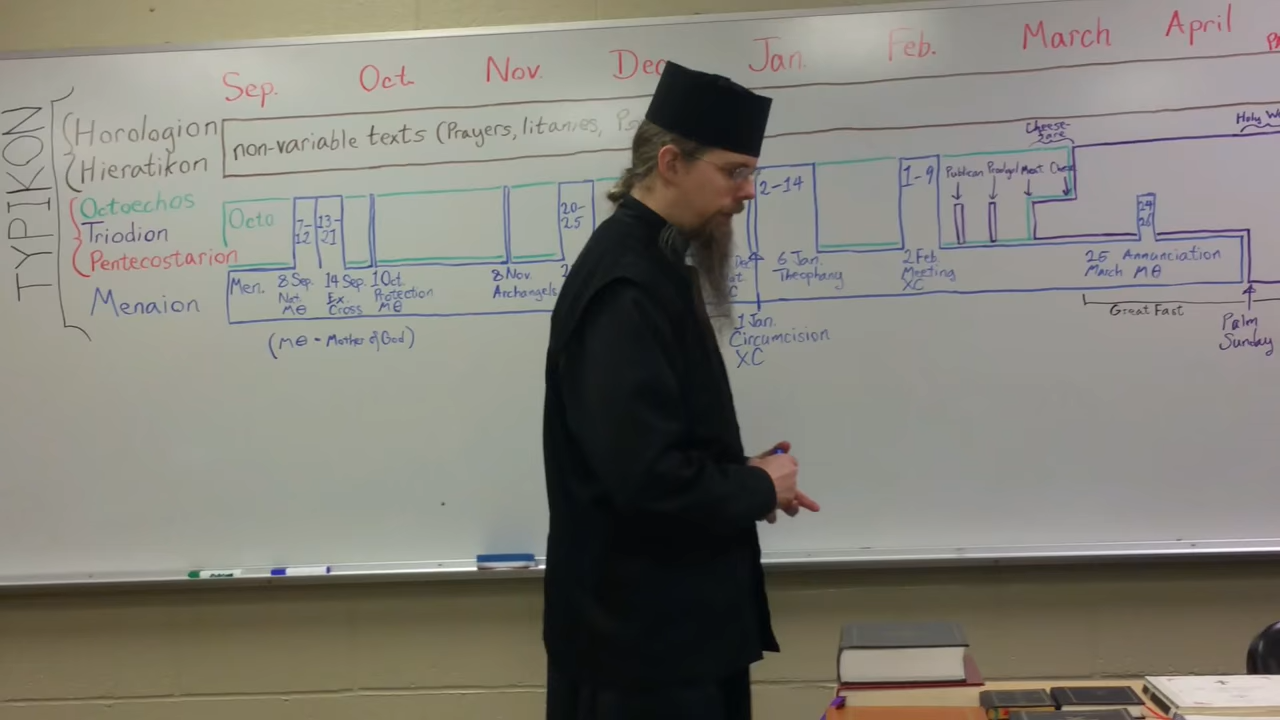 Sep. Oct. Nov. Dec Jan. Feb. March April
TYPIKON
Horologion
Hieratikon
Octoechos
Triodion
Pentecostarion
Menaion
non-variable texts (Prayers, litanies, Ps
Octo
7-
12
13-
21
20-
25
2-14
1-9
Cheese-
fare
Holy W
Publican Prodigal Meat Cheese
24
26
Men.
8 Sep.
Nat.
MΘ
14 Sep.
Ex.
Cross
1 Oct.
Protection
MΘ
8 Nov.
Archangels
1 Jan.
Circumcision
XC
6 Jan.
Theophany
2 Feb.
Meeting
XC
25 Annunciation
March MΘ
Great Fast
Palm
Sunday
(MΘ = Mother of God)